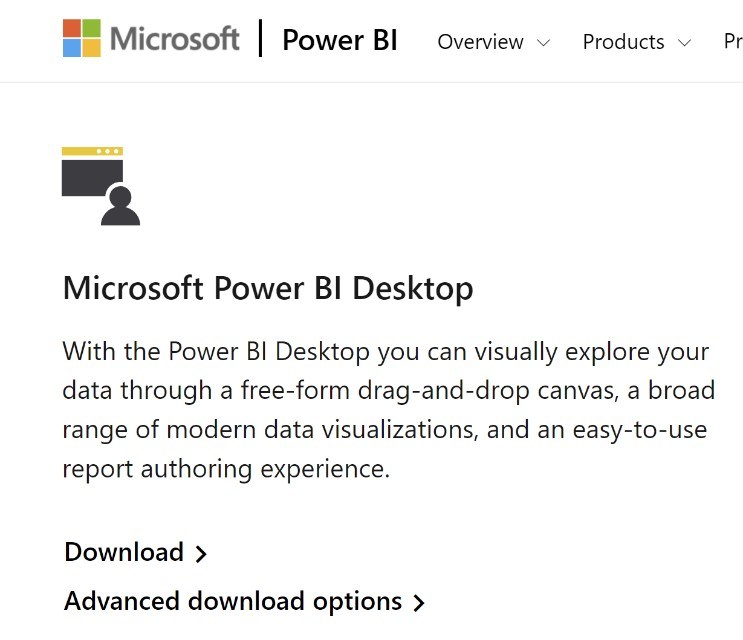 Microsoft | Power BI Overview Products Pr
Microsoft Power BI Desktop
With the Power BI Desktop you can visually explore your
data through a free-form drag-and-drop canvas, a broad
range of modern data visualizations, and an easy-to-use
report authoring experience.
Download
Advanced download options